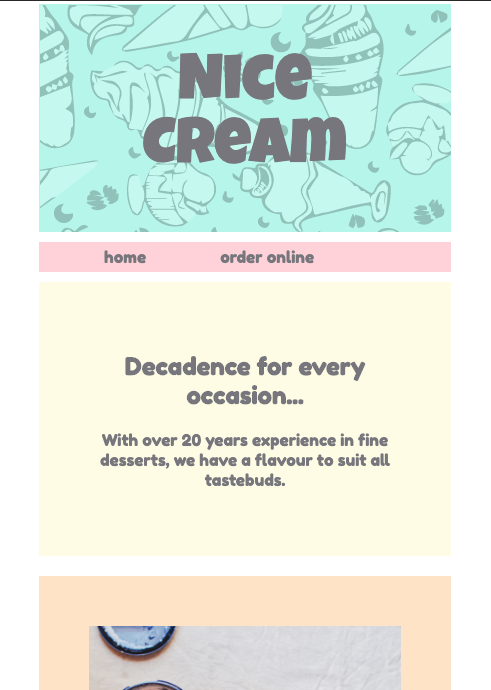 Nice
cream
home order online
Decadence for every
occasion...
With over 20 years experience in fine
desserts, we have a flavour to suit all
tastebuds.